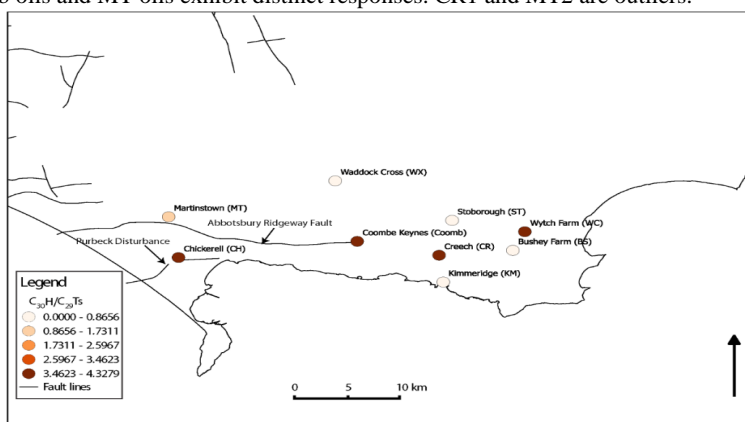 oils and MT oils exhibit distinct responses. CR1 and MT2 are outliers.
Waddock Cross (WX)
Martinstown (MT)
Stoborough (ST)
Abbotsbury Ridgeway Fault
Wytch Farm (WC)
Purbeck Disturbance
Coombe Keynes (Coomb)
Bushey Farm (BS)
Chickerell (CH)
Creech (CR)
Kimmeridge (KM)
Legend
C₃₀H/C₂₉Ts
0.0000 - 0.8656
0.8656 - 1.7311
1.7311 - 2.5967
2.5967 - 3.4623
3.4623 - 4.3279
Fault lines
0 5 10 km